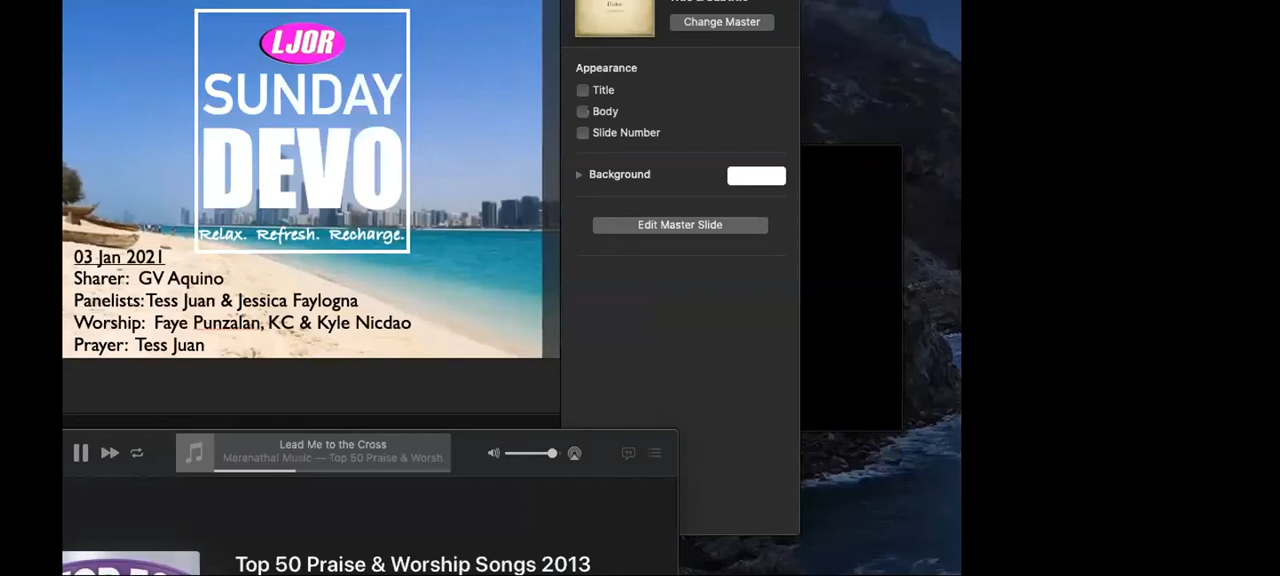 LJOR
SUNDAY
DEVO
Relax. Refresh. Recharge.
03 Jan 2021
Sharer: GV Aquino
Panelists: Tess Juan & Jessica Faylogna
Worship: Faye Punzalan, KC & Kyle Nicdao
Prayer: Tess Juan
Change Master
Appearance
Title
Body
Slide Number
Background
Edit Master Slide
Lead Me to the Cross
Maranatha! Music — Top 50 Praise & Worsh
Top 50 Praise & Worship Songs 2013